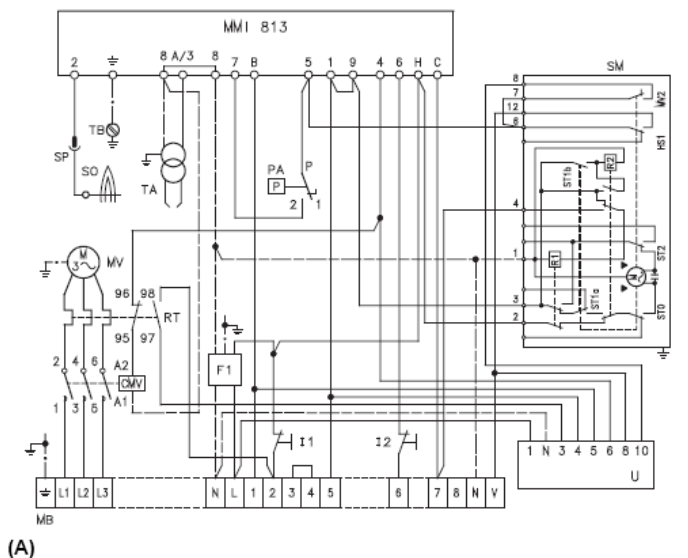 MMI 813
2 8 A/3 8 7 B 5 1 9 4 6 H C
SM
8
7
12
6
MV2
HS1
TB
SP
SO
TA
PA P P
2 1
R2
ST1b
4
1
R1
ST2
M
3
2
ST1a
ST0
M
3
MV
96 98
RT
95 97
2 4 6 A2
CMV
1 3 5 A1
F1
I1
I2
1 N 3 4 5 6 8 10
U
L1 L2 L3 N L 1 2 3 4 5 6 7 8 N V
MB
(A)